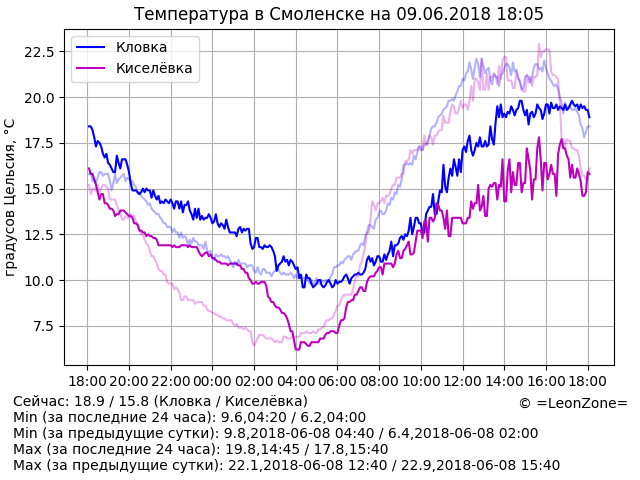 Температура в Смоленске на 09.06.2018 18:05
градусов Цельсия, °C
Кловка
Киселёвка
22.5
20.0
17.5
15.0
12.5
10.0
7.5
18:00 20:00 22:00 00:00 02:00 04:00 06:00 08:00 10:00 12:00 14:00 16:00 18:00
Сейчас: 18.9 / 15.8 (Кловка / Киселёвка)
© =LeonZone=
Min (за последние 24 часа): 9.6,04:20 / 6.2,04:00
Min (за предыдущие сутки): 9.8,2018-06-08 04:40 / 6.4,2018-06-08 02:00
Max (за последние 24 часа): 19.8,14:45 / 17.8,15:40
Max (за предыдущие сутки): 22.1,2018-06-08 12:40 / 22.9,2018-06-08 15:40